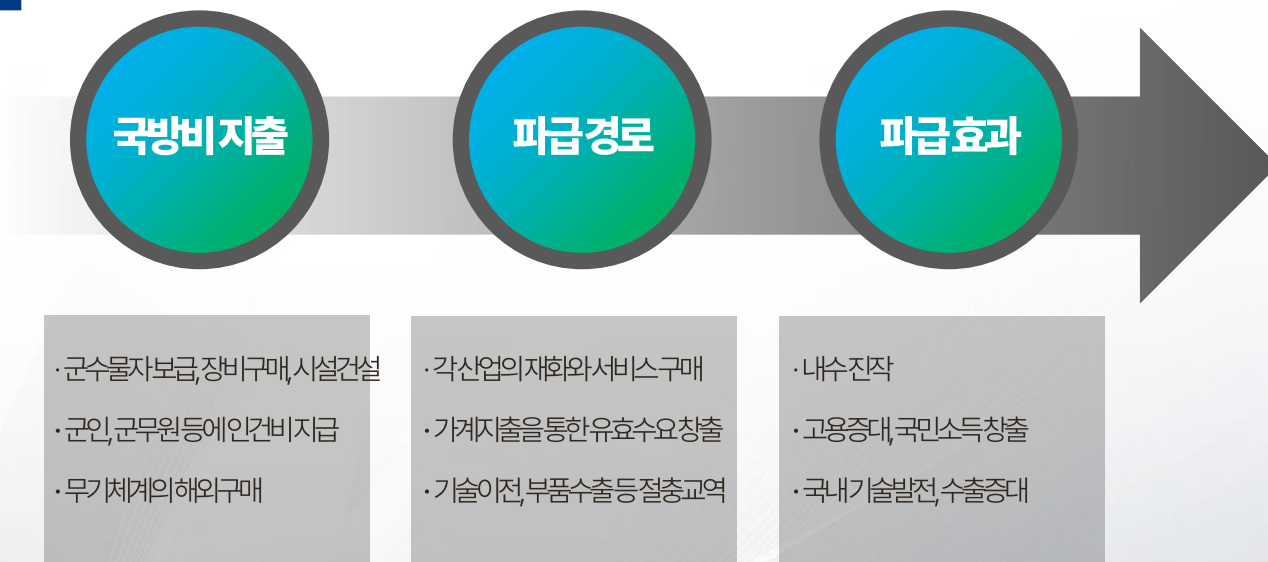 국방비 지출
파급 경로
파급 효과
· 군수물자 보급, 장비구매, 시설건설
· 군인, 군무원 등에 인건비 지급
· 무기체계의 해외구매
· 각 산업의 재화와 서비스 구매
· 가계지출을 통한 유효수요 창출
· 기술이전, 부품수출 등 절충교역
· 내수 진작
· 고용증대, 국민소득 창출
· 국내 기술발전, 수출증대